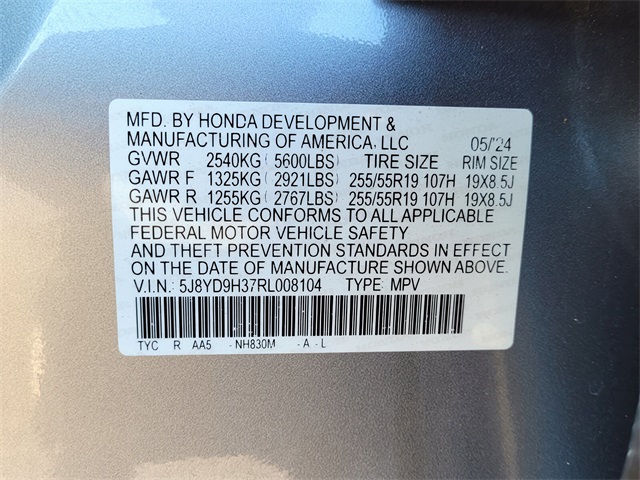 MFD. BY HONDA DEVELOPMENT &
MANUFACTURING OF AMERICA, LLC 05/'24
GVWR 2540KG (5600LBS) TIRE SIZE RIM SIZE
GAWR F 1325KG (2921LBS) 255/55R19 107H 19X8.5J
GAWR R 1255KG (2767LBS) 255/55R19 107H 19X8.5J
THIS VEHICLE CONFORMS TO ALL APPLICABLE
FEDERAL MOTOR VEHICLE SAFETY
AND THEFT PREVENTION STANDARDS IN EFFECT
ON THE DATE OF MANUFACTURE SHOWN ABOVE.
V.I.N.: 5J8YD9H37RL008104 TYPE: MPV
TYC R AA5 -NH830M -A -L